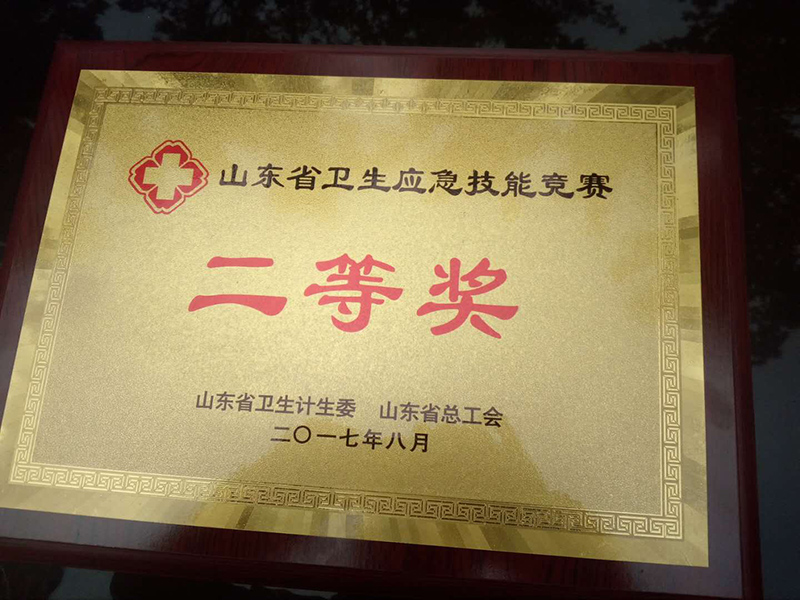 山东省卫生应急技能竞赛
二等奖
山东省卫生计生委 山东省总工会
二〇一七年八月